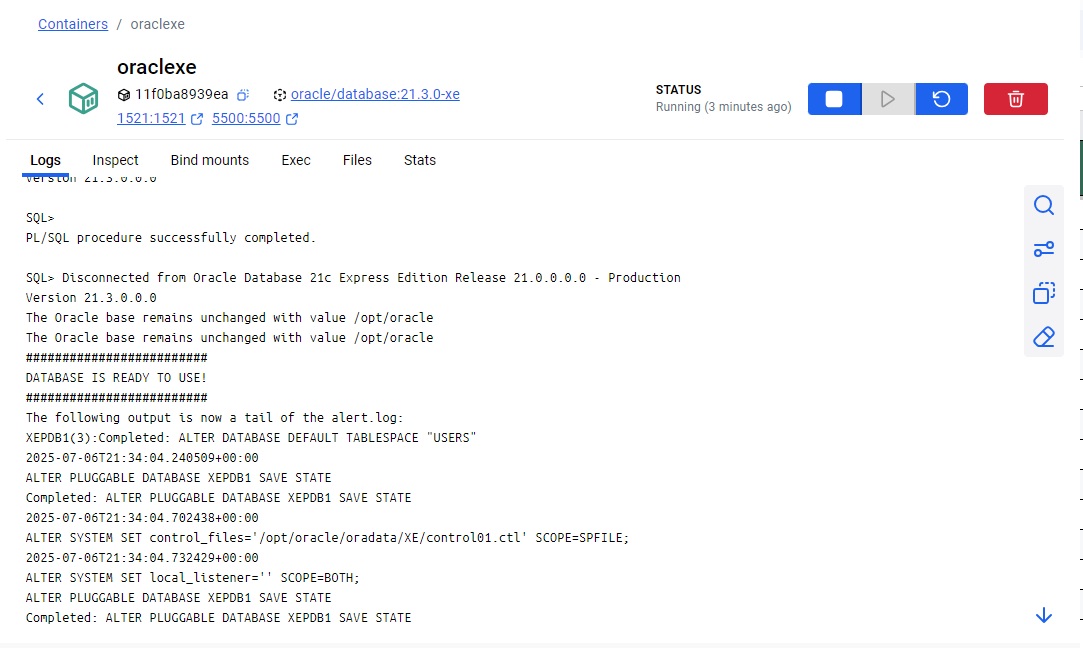 Containers / oraclexe
oraclexe
11f0ba8939ea oracle/database:21.3.0-xe
1521:1521 5500:5500
STATUS
Running (3 minutes ago)
Logs Inspect Bind mounts Exec Files Stats
Version 21.3.0.0.0
SQL>
PL/SQL procedure successfully completed.
SQL> Disconnected from Oracle Database 21c Express Edition Release 21.0.0.0.0 - Production
Version 21.3.0.0.0
The Oracle base remains unchanged with value /opt/oracle
The Oracle base remains unchanged with value /opt/oracle
#########################
DATABASE IS READY TO USE!
#########################
The following output is now a tail of the alert.log:
XEPDB1(3):Completed: ALTER DATABASE DEFAULT TABLESPACE "USERS"
2025-07-06T21:34:04.240509+00:00
ALTER PLUGGABLE DATABASE XEPDB1 SAVE STATE
Completed: ALTER PLUGGABLE DATABASE XEPDB1 SAVE STATE
2025-07-06T21:34:04.702438+00:00
ALTER SYSTEM SET control_files='/opt/oracle/oradata/XE/control01.ctl' SCOPE=SPFILE;
2025-07-06T21:34:04.732429+00:00
ALTER SYSTEM SET local_listener='' SCOPE=BOTH;
ALTER PLUGGABLE DATABASE XEPDB1 SAVE STATE
Completed: ALTER PLUGGABLE DATABASE XEPDB1 SAVE STATE